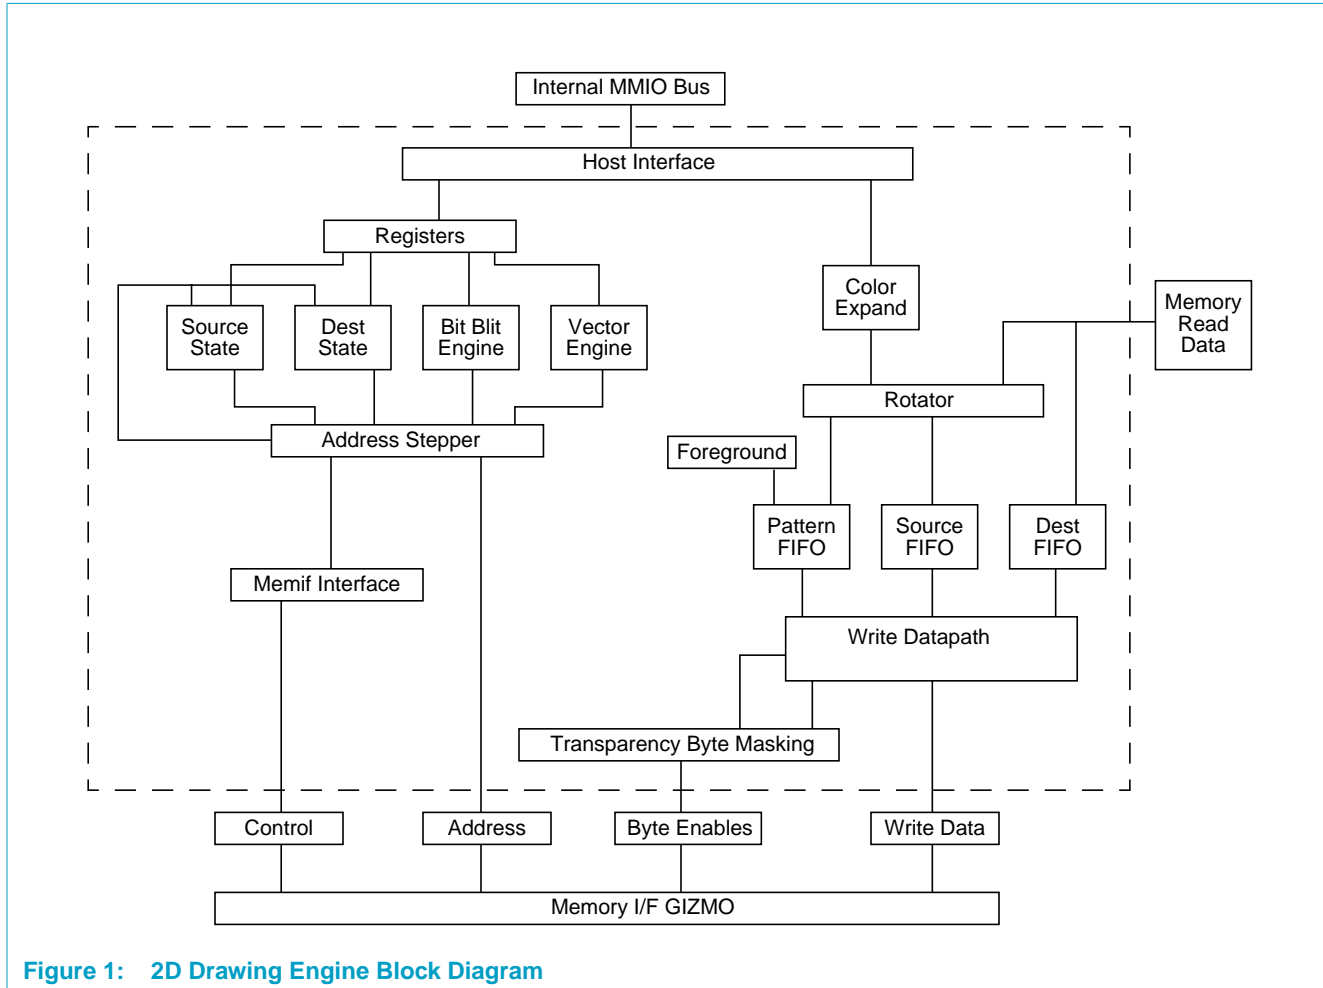 Internal MMIO Bus
Host Interface
Registers
Color
Expand
Memory
Read
Data
Source
State
Dest
State
Bit Blit
Engine
Vector
Engine
Rotator
Address Stepper
Foreground
Pattern
FIFO
Source
FIFO
Dest
FIFO
Memif Interface
Write Datapath
Transparency Byte Masking
Control
Address
Byte Enables
Write Data
Memory I/F GIZMO
Figure 1: 2D Drawing Engine Block Diagram